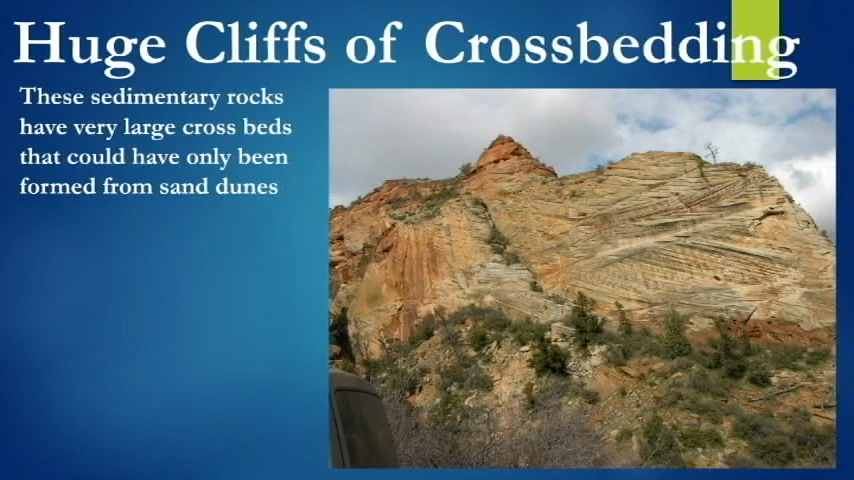 Huge Cliffs of Crossbedding
These sedimentary rocks
have very large cross beds
that could have only been
formed from sand dunes